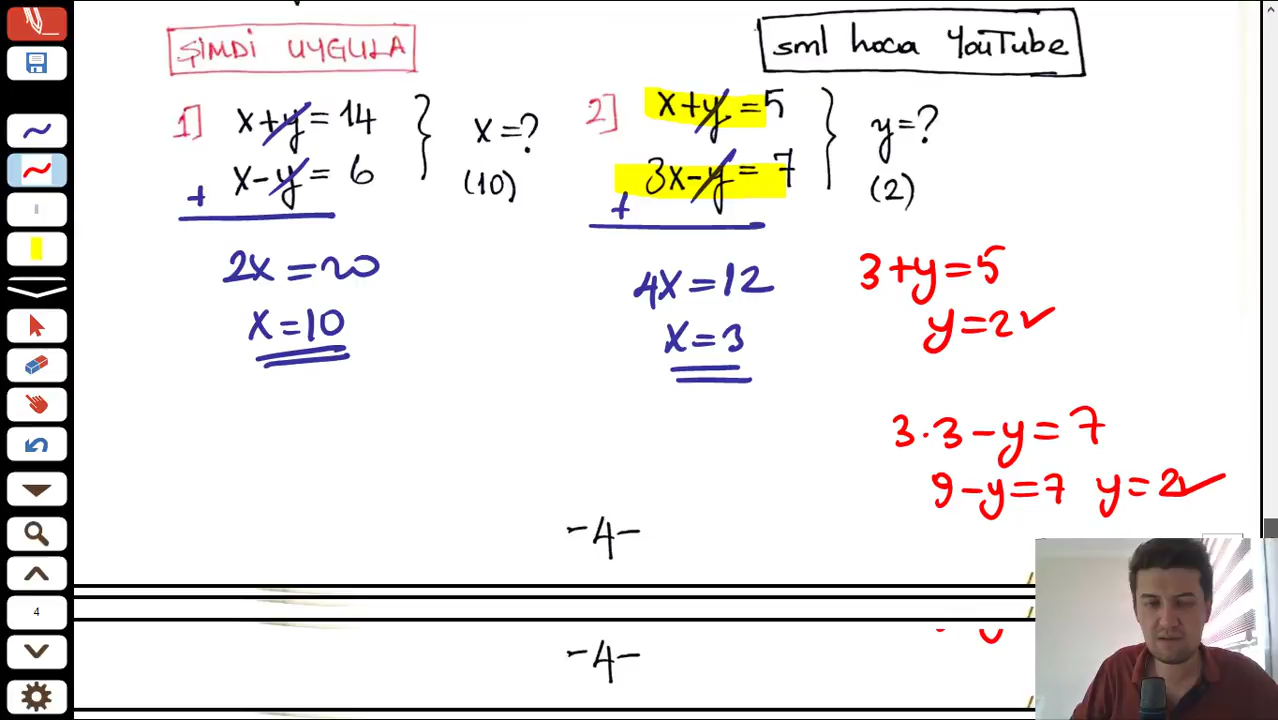 ŞİMDİ UYGULA
sml hoca YouTube
1] x+y=14
x-y=6
+
x=?
(10)
2x=20
x=10
2] x+y=5
3x-y=7
+
y=?
(2)
4x=12
x=3
3+y=5
y=2✓
3·3-y=7
9-y=7 y=2✓
-4-
-4-
4